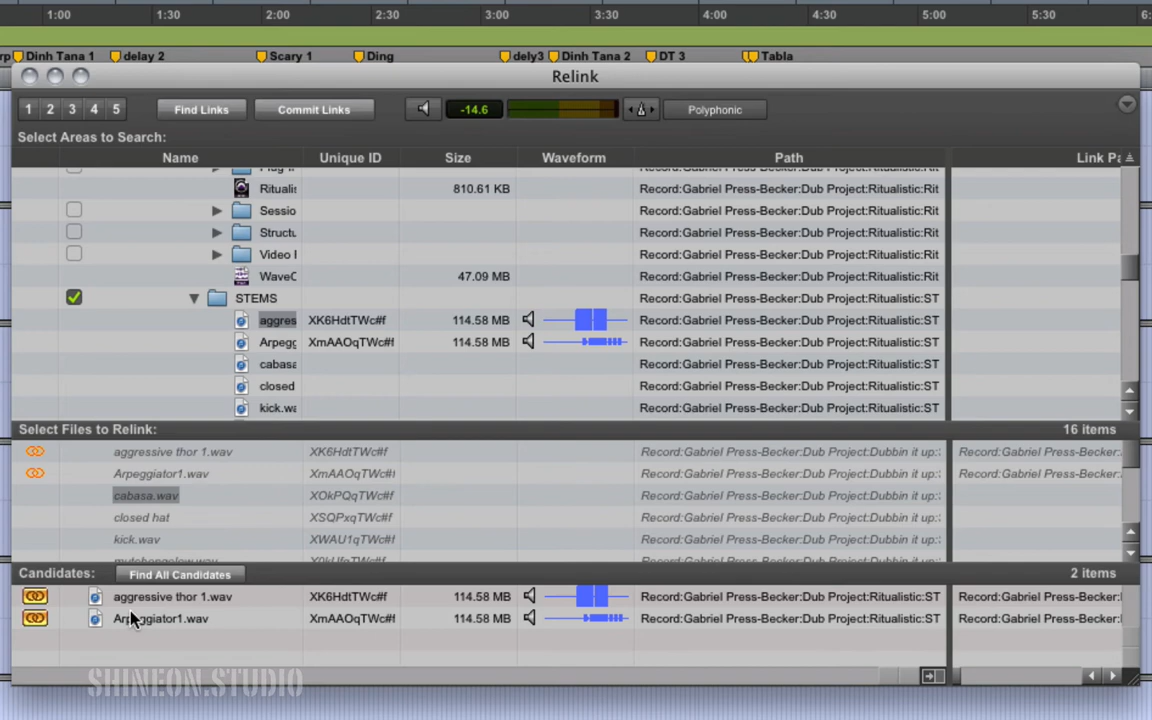 1:00 1:30 2:00 2:30 3:00 3:30 4:00 4:30 5:00 5:30 6:
rp Dinh Tana 1 delay 2 Scary 1 Ding dely3 Dinh Tana 2 DT 3 Tabla
Relink
1 2 3 4 5 Find Links Commit Links -14.6 Polyphonic
Select Areas to Search:
Name Unique ID Size Waveform Path Link Pa
Ritualis 810.61 KB Record:Gabriel Press-Becker:Dub Project:Ritualistic:Rit
Sessio Record:Gabriel Press-Becker:Dub Project:Ritualistic:Rit
Structu Record:Gabriel Press-Becker:Dub Project:Ritualistic:Rit
Video I Record:Gabriel Press-Becker:Dub Project:Ritualistic:Rit
WaveC 47.09 MB Record:Gabriel Press-Becker:Dub Project:Ritualistic:Rit
STEMS Record:Gabriel Press-Becker:Dub Project:Ritualistic:ST
aggres XK6HdtTWc#f 114.58 MB Record:Gabriel Press-Becker:Dub Project:Ritualistic:ST
Arpegg XmAAOqTWc#f 114.58 MB Record:Gabriel Press-Becker:Dub Project:Ritualistic:ST
cabasa Record:Gabriel Press-Becker:Dub Project:Ritualistic:ST
closed Record:Gabriel Press-Becker:Dub Project:Ritualistic:ST
kick.wa Record:Gabriel Press-Becker:Dub Project:Ritualistic:ST
Select Files to Relink: 16 items
aggressive thor 1.wav XK6HdtTWc#f Record:Gabriel Press-Becker:Dub Project:Dubbin it up: Record:Gabriel Press-Becker:
Arpeggiator1.wav XmAAOqTWc#f Record:Gabriel Press-Becker:Dub Project:Dubbin it up: Record:Gabriel Press-Becker:
cabasa.wav XOkPQqTWc#f Record:Gabriel Press-Becker:Dub Project:Dubbin it up:
closed hat XSQPxqTWc#f Record:Gabriel Press-Becker:Dub Project:Dubbin it up:
kick.wav XWAU1qTWc#f Record:Gabriel Press-Becker:Dub Project:Dubbin it up:
Candidates: Find All Candidates 2 items
aggressive thor 1.wav XK6HdtTWc#f 114.58 MB Record:Gabriel Press-Becker:Dub Project:Ritualistic:ST Record:Gabriel Press-Becker:
Arpeggiator1.wav XmAAOqTWc#f 114.58 MB Record:Gabriel Press-Becker:Dub Project:Ritualistic:ST Record:Gabriel Press-Becker:
SHINEON.STUDIO